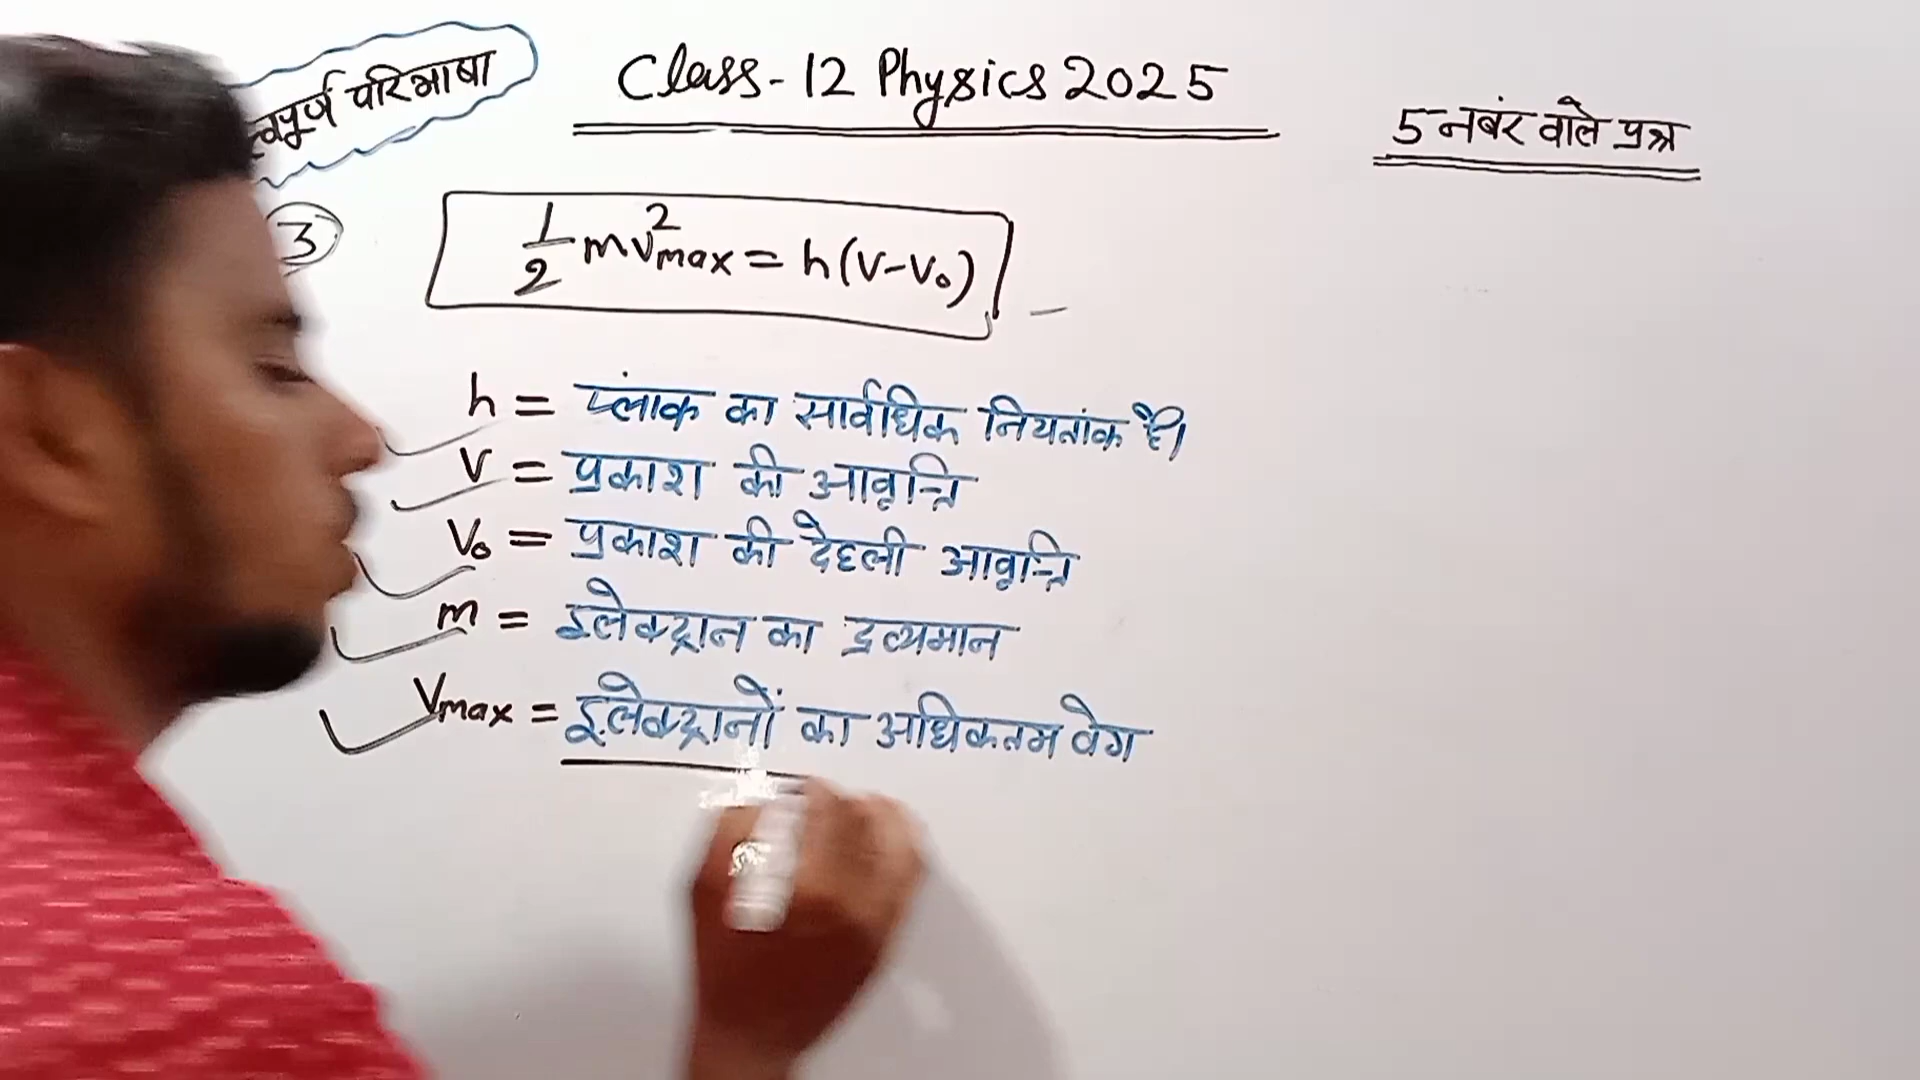 परिभाषा
Class-12 Physics 2025
5 नबंर वाले प्रश्न
3
1/2 mv²max = h(v-v₀)
h = प्लांक का सार्वधिक नियतांक है।
v = प्रकाश की आवृत्ति
v₀ = प्रकाश की देहली आवृत्ति
m = इलेक्ट्रान का द्रव्यमान
Vmax = इलेक्ट्रानों का अधिकतम वेग